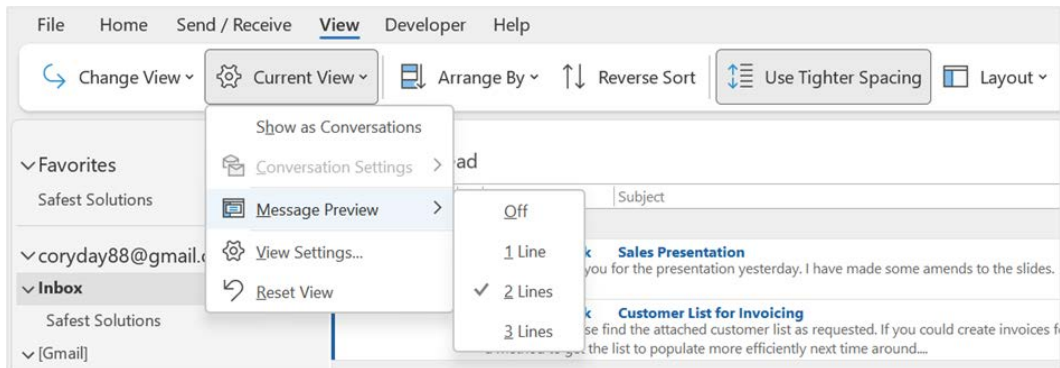 File Home Send / Receive View Developer Help
Change View Current View Arrange By Reverse Sort Use Tighter Spacing Layout
Show as Conversations
Conversation Settings
Message Preview
View Settings...
Reset View
Off
1 Line
2 Lines
3 Lines
Favorites
Safest Solutions
coryday88@gmail.c
Inbox
Safest Solutions
[Gmail]
ad
Subject
k Sales Presentation
you for the presentation yesterday. I have made some amends to the slides.
k Customer List for Invoicing
se find the attached customer list as requested. If you could create invoices f
the list to populate more efficiently next time around....